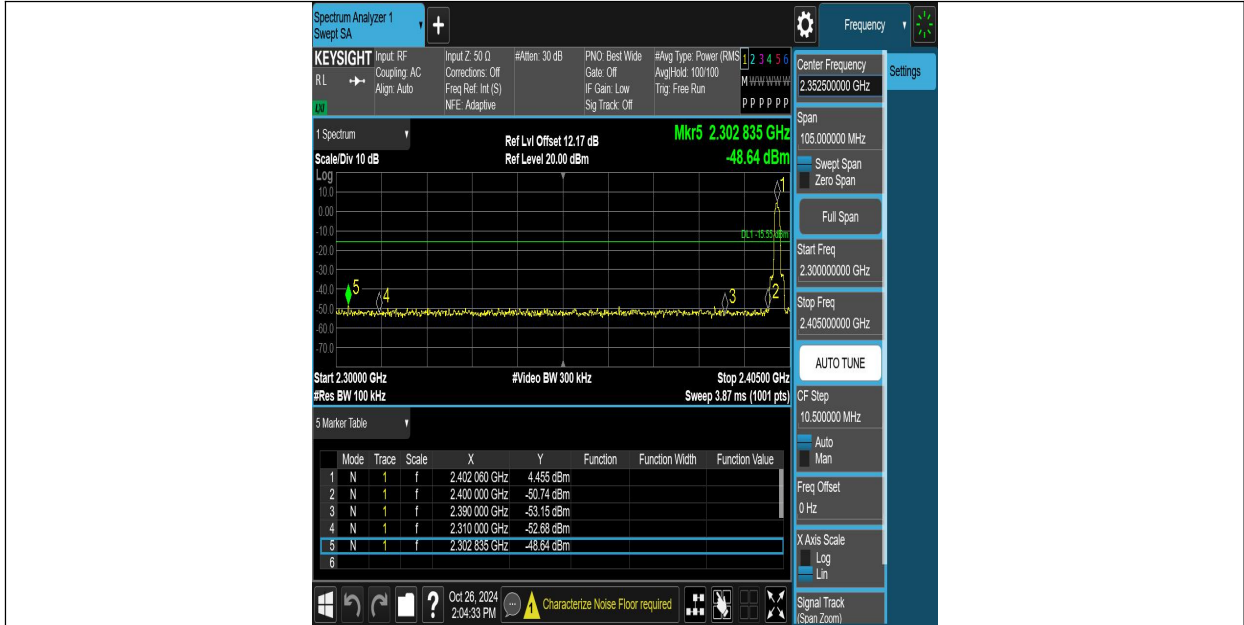 Spectrum Analyzer 1
Swept SA
+
Frequency
KEYSIGHT
RL
LXI
Input: RF
Coupling: AC
Align: Auto
Input Z: 50 Ω
Corrections: Off
Freq Ref: Int (S)
NFE: Adaptive
#Atten: 30 dB
PNO: Best Wide
Gate: Off
IF Gain: Low
Sig Track: Off
#Avg Type: Power (RMS
Avg|Hold: 100/100
Trig: Free Run
1 2 3 4 5 6
M W W W W W
P P P P P P
1 Spectrum
Scale/Div 10 dB
Ref Lvl Offset 12.17 dB
Ref Level 20.00 dBm
Mkr5 2.302 835 GHz
-48.64 dBm
Log
10.0
0.00
-10.0
-20.0
-30.0
-40.0
-50.0
-60.0
-70.0
DL1 -15.55 dBm
1
2
3
4
5
Start 2.30000 GHz
#Res BW 100 kHz
#Video BW 300 kHz
Stop 2.40500 GHz
Sweep 3.87 ms (1001 pts)
5 Marker Table
Mode Trace Scale X Y Function Function Width Function Value
1 N 1 f 2.402 060 GHz 4.455 dBm
2 N 1 f 2.400 000 GHz -50.74 dBm
3 N 1 f 2.390 000 GHz -53.15 dBm
4 N 1 f 2.310 000 GHz -52.68 dBm
5 N 1 f 2.302 835 GHz -48.64 dBm
6
?
Oct 26, 2024
2:04:33 PM
1 Characterize Noise Floor required
Center Frequency
2.352500000 GHz
Settings
Span
105.000000 MHz
Swept Span
Zero Span
Full Span
Start Freq
2.300000000 GHz
Stop Freq
2.405000000 GHz
AUTO TUNE
CF Step
10.500000 MHz
Auto
Man
Freq Offset
0 Hz
X Axis Scale
Log
Lin
Signal Track
(Span Zoom)